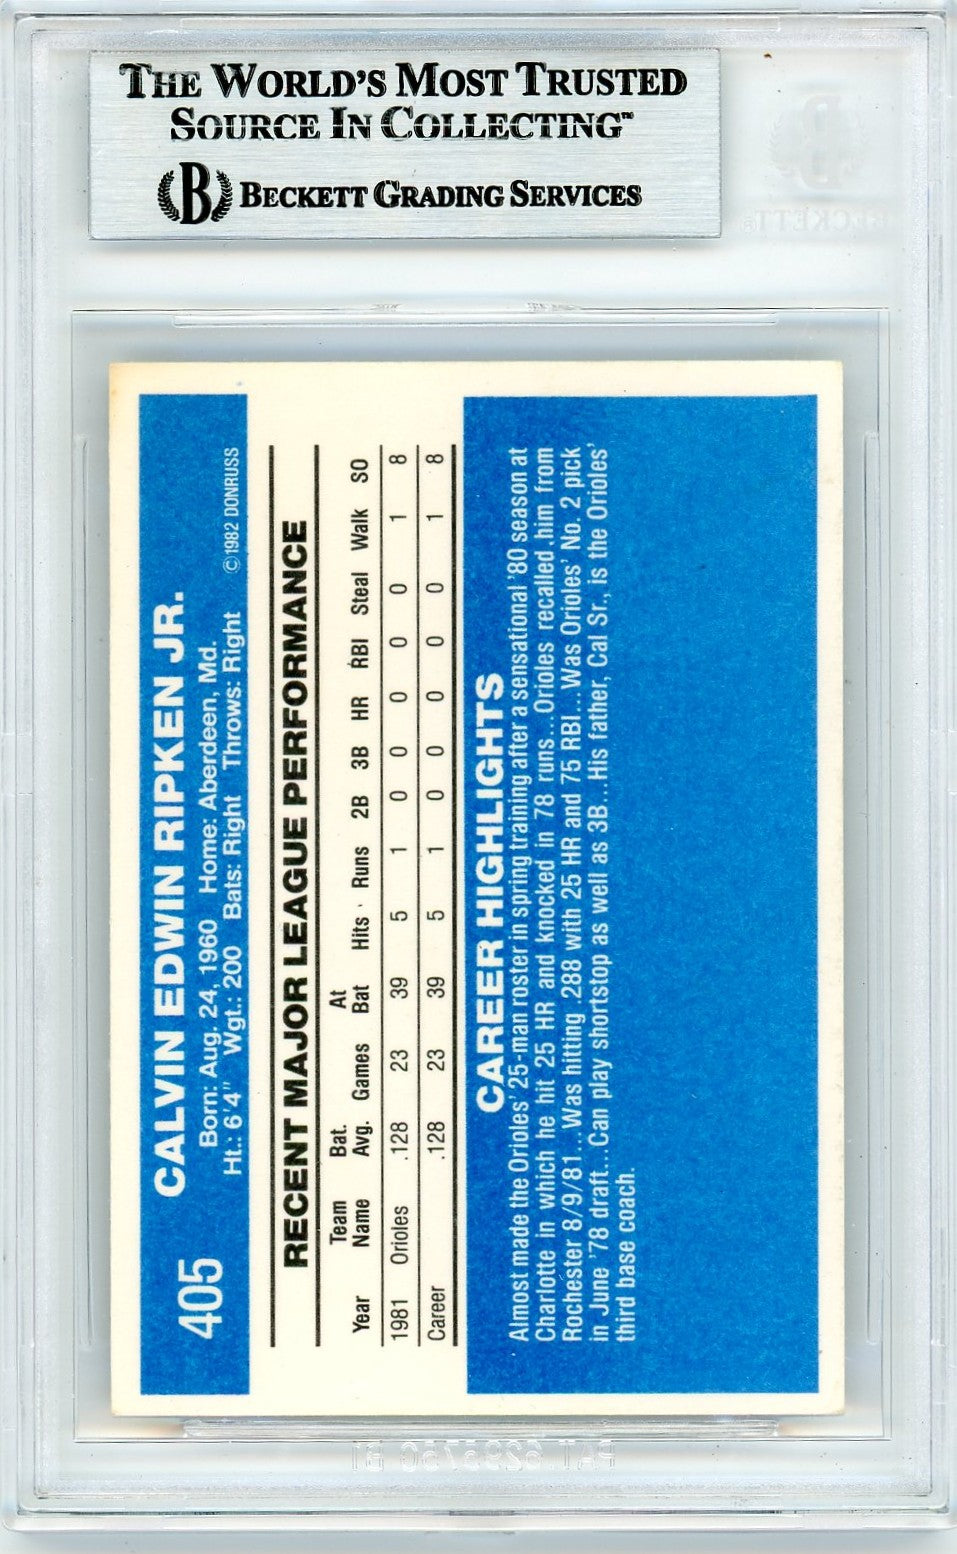 THE WORLD'S MOST TRUSTED
SOURCE IN COLLECTING™
B BECKETT GRADING SERVICES
B
BECKETT
405 CALVIN EDWIN RIPKEN JR.
Born: Aug. 24, 1960 Home: Aberdeen, Md.
Ht.: 6'4" Wgt.: 200 Bats: Right Throws: Right ©1982 DONRUSS
RECENT MAJOR LEAGUE PERFORMANCE
Year Team Name Bat. Avg. Games At Bat Hits Runs 2B 3B HR RBI Steal Walk SO
1981 Orioles .128 23 39 5 1 0 0 0 0 0 1 8
Career .128 23 39 5 1 0 0 0 0 0 1 8
CAREER HIGHLIGHTS
Almost made the Orioles' 25-man roster in spring training after a sensational '80 season at
Charlotte in which he hit 25 HR and knocked in 78 runs...Orioles recalled him from
Rochester 8/9/81...Was hitting .288 with 25 HR and 75 RBI...Was Orioles' No. 2 pick
in June '78 draft...Can play shortstop as well as 3B...His father, Cal Sr., is the Orioles'
third base coach.
PAT. 6293750 B1